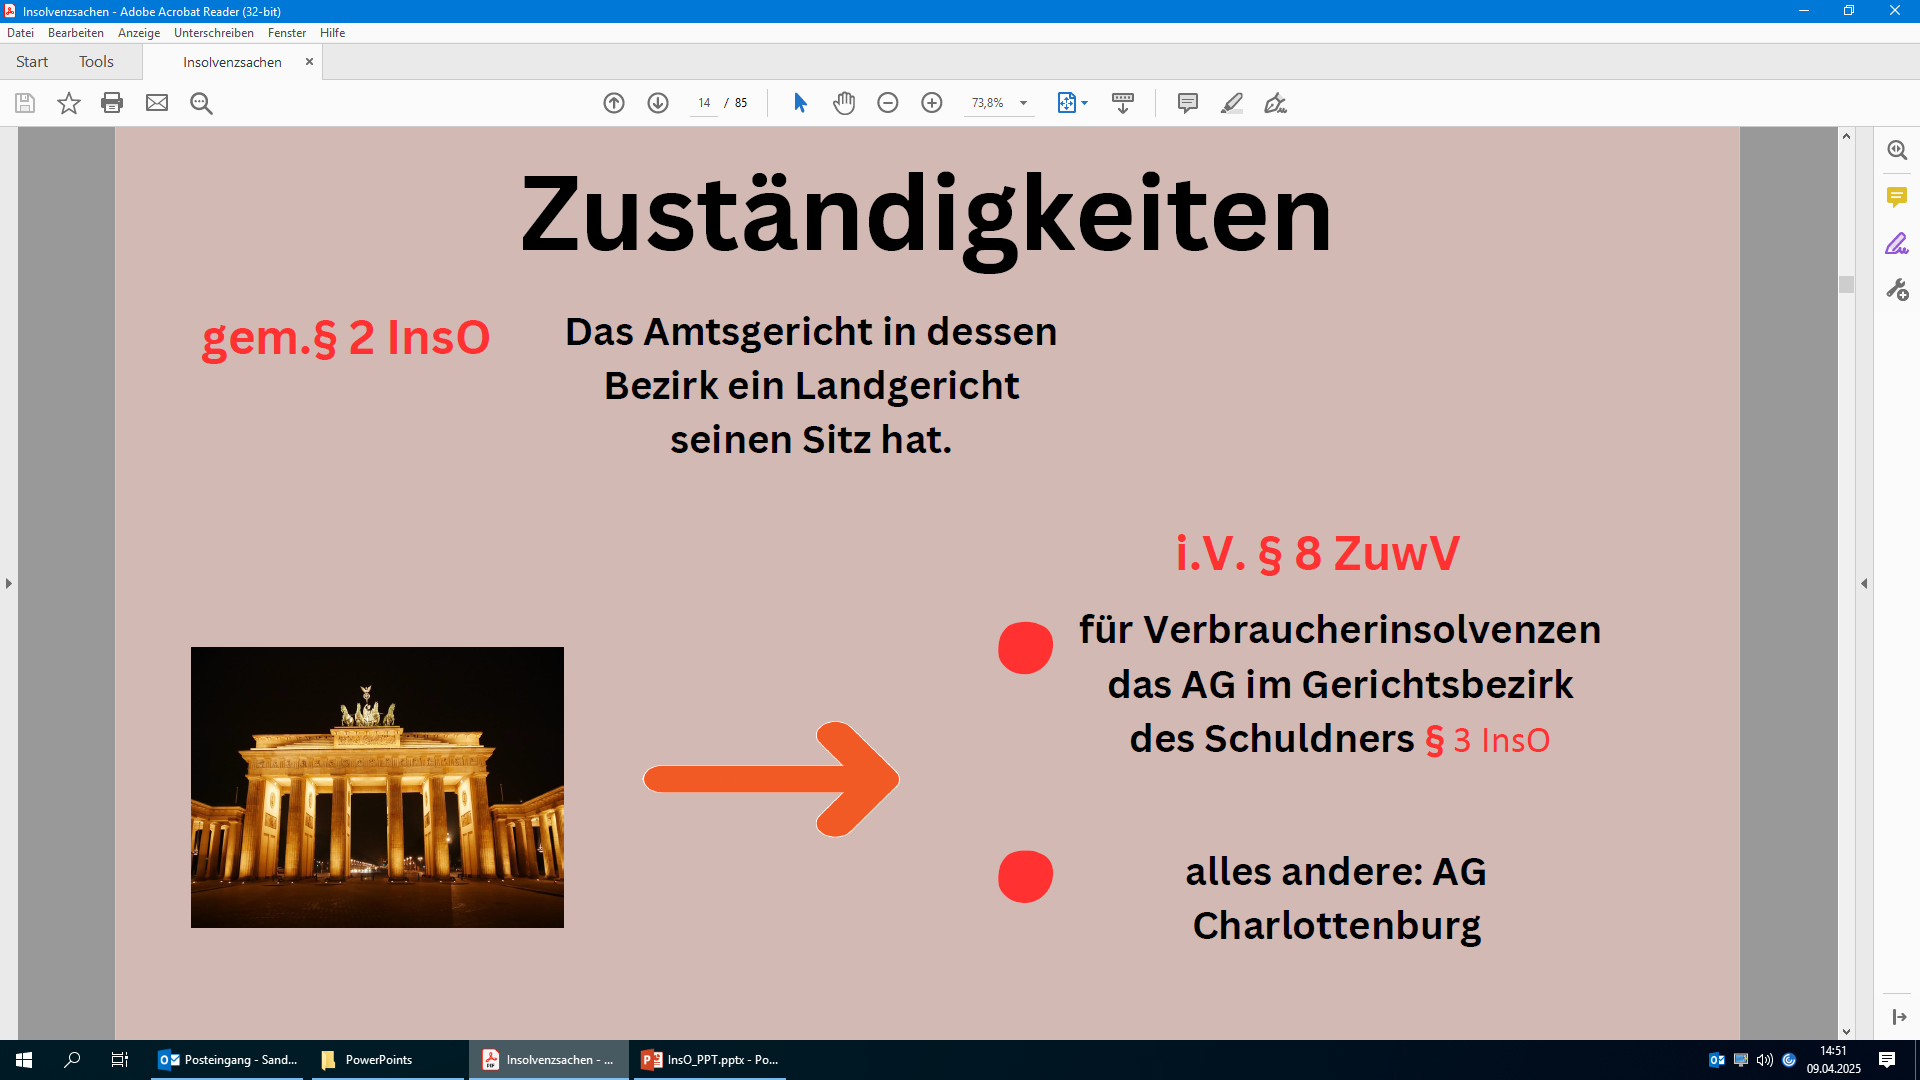 Insolvenzsachen - Adobe Acrobat Reader (32-bit)
Datei Bearbeiten Anzeige Unterschreiben Fenster Hilfe
Start Tools Insolvenzsachen ×
14 / 85 73,8%
Zuständigkeiten
gem.§ 2 InsO
Das Amtsgericht in dessen
Bezirk ein Landgericht
seinen Sitz hat.
i.V. § 8 ZuwV
für Verbraucherinsolvenzen
das AG im Gerichtsbezirk
des Schuldners § 3 InsO
alles andere: AG
Charlottenburg
Posteingang - Sand... PowerPoints Insolvenzsachen - ... InsO_PPT.pptx - Po...
14:51
09.04.2025